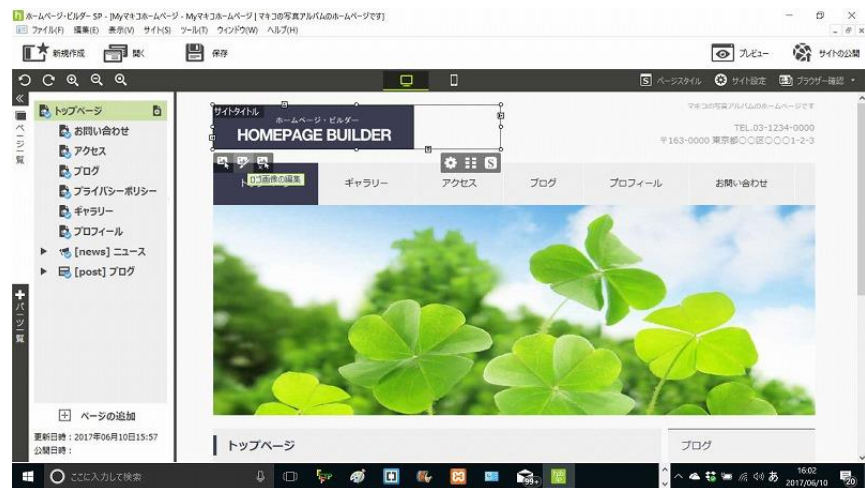 ホームページ・ビルダー SP - [Myマキコホームページ - Myマキコホームページ | マキコの写真アルバムのホームページです]
ファイル(F) 編集(E) 表示(V) サイト(S) ツール(T) ウィンドウ(W) ヘルプ(H)
新規作成 開く 保存 プレビュー サイトの公開
ページスタイル サイト設定 ブラウザー確認
ページ一覧
トップページ
お問い合わせ
アクセス
ブログ
プライバシーポリシー
ギャラリー
プロフィール
[news] ニュース
[post] ブログ
パーツ一覧
ページの追加
更新日時：2017年06月10日15:57
公開日時：
サイトタイトル
ホームページ・ビルダー
HOMEPAGE BUILDER
マキコの写真アルバムのホームページです
TEL.03-1234-0000
〒163-0000 東京都〇〇区〇〇〇1-2-3
ロゴ画像の編集
ギャラリー アクセス ブログ プロフィール お問い合わせ
トップページ
ブログ
ここに入力して検索
99+
あ
16:02
2017/06/10
20